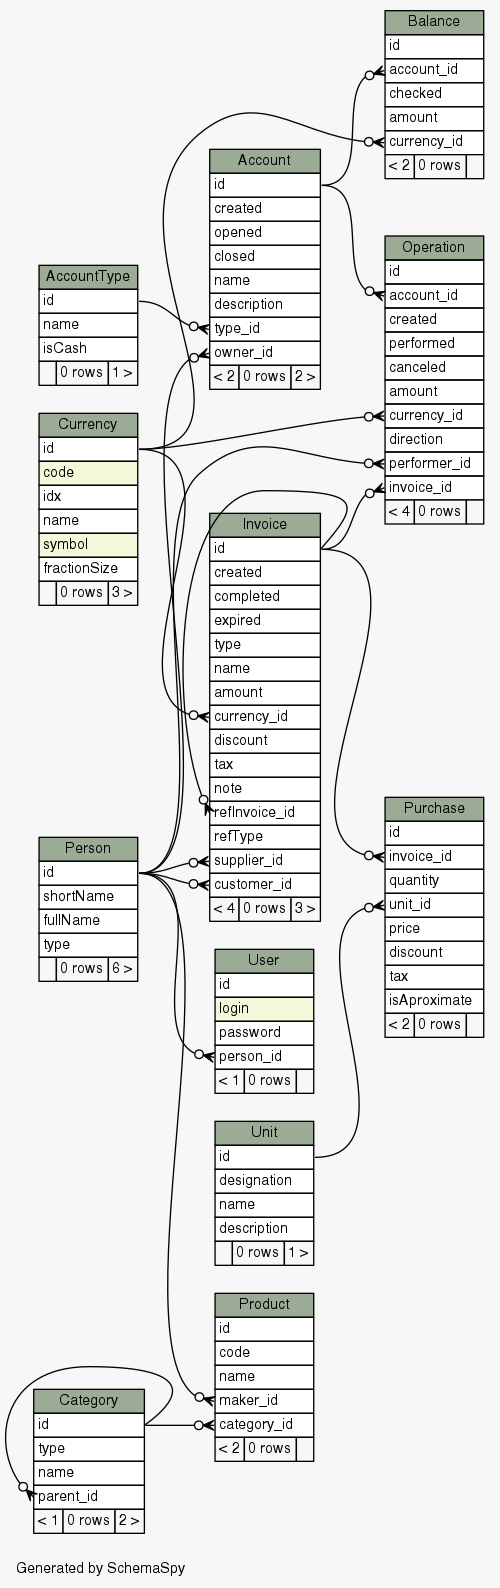 Balance
id
account_id
checked
amount
currency_id
< 2 0 rows
Account
id
created
opened
closed
name
description
type_id
owner_id
< 2 0 rows 2 >
Operation
id
account_id
created
performed
canceled
amount
currency_id
direction
performer_id
invoice_id
< 4 0 rows
AccountType
id
name
isCash
0 rows 1 >
Currency
id
code
idx
name
symbol
fractionSize
0 rows 3 >
Invoice
id
created
completed
expired
type
name
amount
currency_id
discount
tax
note
refInvoice_id
refType
supplier_id
customer_id
< 4 0 rows 3 >
Purchase
id
invoice_id
quantity
unit_id
price
discount
tax
isAproximate
< 2 0 rows
Person
id
shortName
fullName
type
0 rows 6 >
User
id
login
password
person_id
< 1 0 rows
Unit
id
designation
name
description
0 rows 1 >
Product
id
code
name
maker_id
category_id
< 2 0 rows
Category
id
type
name
parent_id
< 1 0 rows 2 >
Generated by SchemaSpy